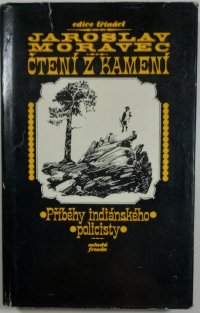 edice třináct
JAROSLAV
MORAVEC
ČTENÍ Z KAMENÍ
•Příběhy indiánského•
•policisty•
mladá
fronta